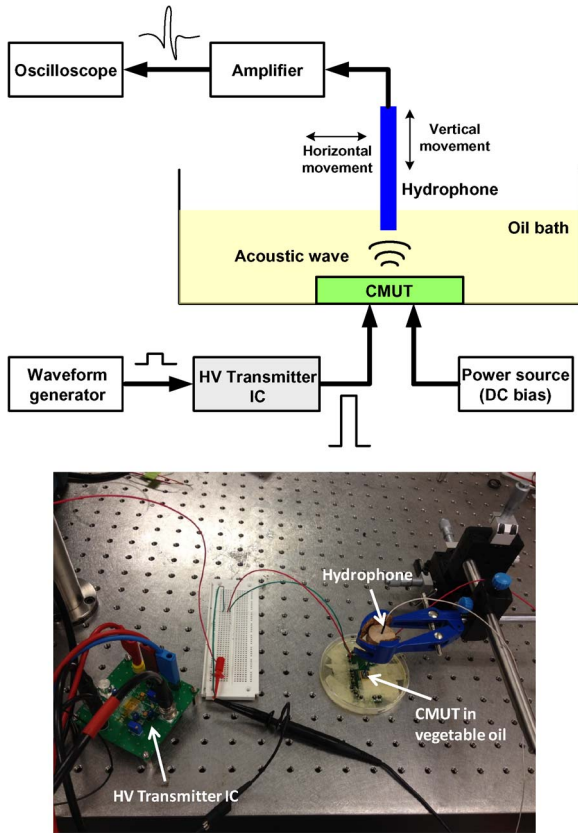 Oscilloscope
Amplifier
Vertical
movement
Horizontal
movement
Hydrophone
Oil bath
Acoustic wave
CMUT
Waveform
generator
HV Transmitter
IC
Power source
(DC bias)
Hydrophone
CMUT in
vegetable oil
HV Transmitter IC